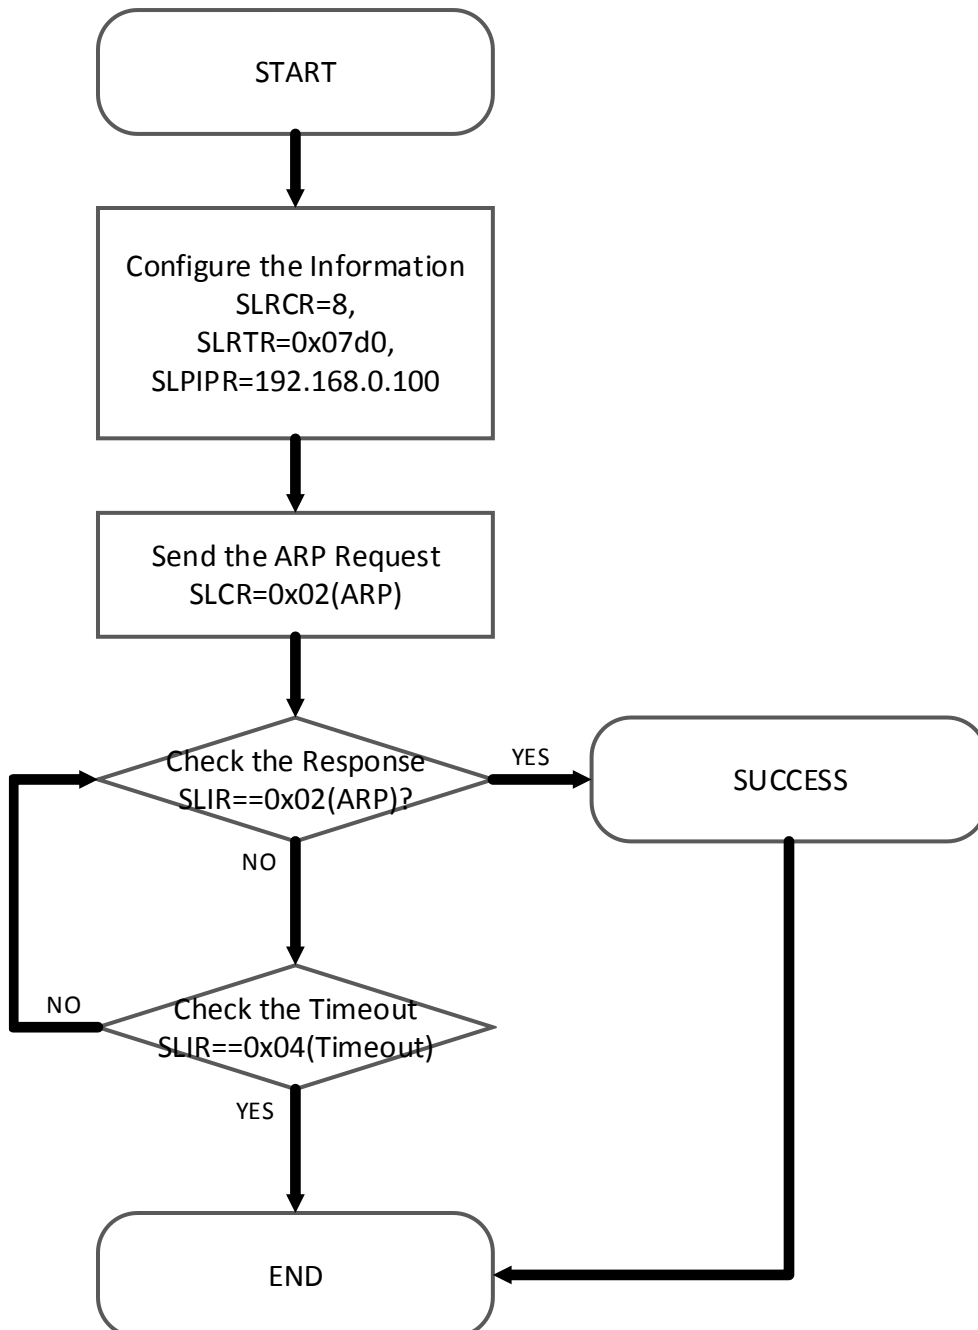 START
Configure the Information
SLRCR=8,
SLRTR=0x07d0,
SLPIPR=192.168.0.100
Send the ARP Request
SLCR=0x02(ARP)
Check the Response
SLIR==0x02(ARP)?
YES
SUCCESS
NO
Check the Timeout
SLIR==0x04(Timeout)
NO
YES
END